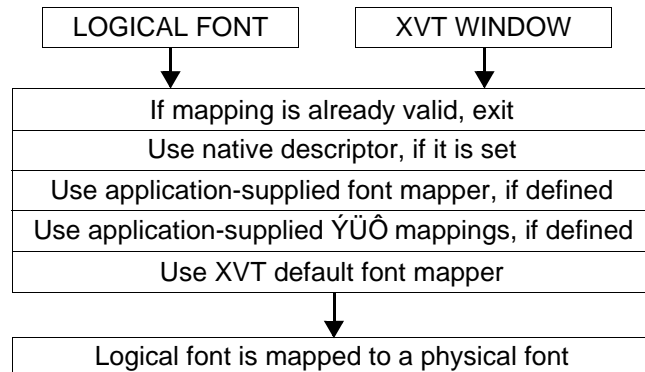 LOGICAL FONT
XVT WINDOW
If mapping is already valid, exit
Use native descriptor, if it is set
Use application-supplied font mapper, if defined
Use application-supplied ÝÜÔ mappings, if defined
Use XVT default font mapper
Logical font is mapped to a physical font